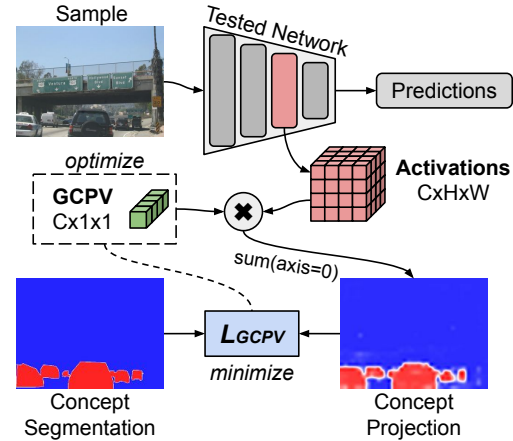 Sample
Tested Network
Predictions
optimize
GCPV
Cx1x1
Activations
CxHxW
sum(axis=0)
LGCPV
minimize
Concept
Segmentation
Concept
Projection